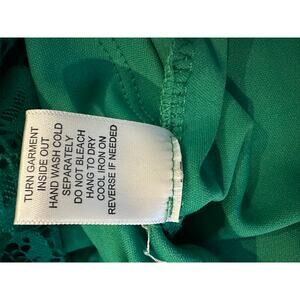 TURN GARMENT
INSIDE OUT
HAND WASH COLD
SEPARATELY
DO NOT BLEACH
HANG TO DRY
COOL IRON ON
REVERSE IF NEEDED